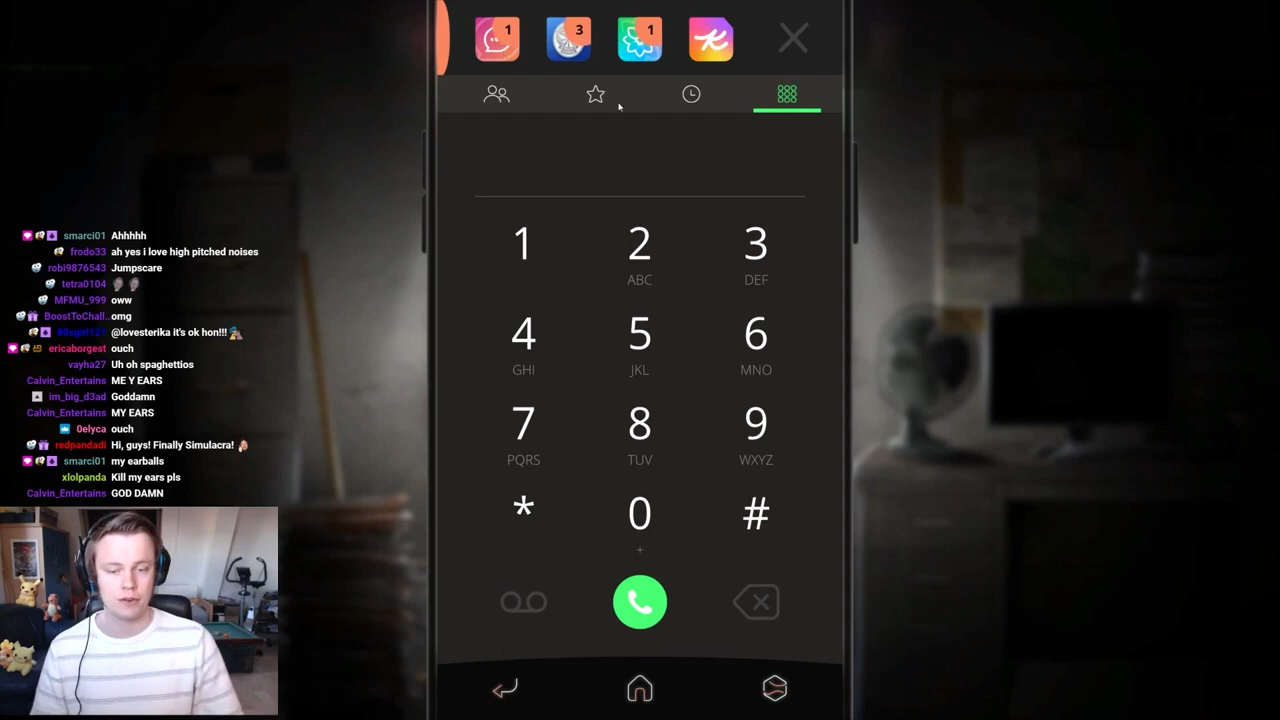 1
3
1
1
2
ABC
3
DEF
4
GHI
5
JKL
6
MNO
7
PQRS
8
TUV
9
WXYZ
*
0
+
#
smarci01 Ahhhhh
frodo33 ah yes i love high pitched noises
robi9876543 Jumpscare
tetra0104
MFMU_999 oww
BoostToChall.. omg
@lovesterika it's ok hon!!!
ericaborgest ouch
vayha27 Uh oh spaghettios
Calvin_Entertains ME Y EARS
im_big_d3ad Goddamn
Calvin_Entertains MY EARS
0elyca ouch
redpandadi Hi, guys! Finally Simulacra!
smarci01 my earballs
xlolpanda Kill my ears pls
Calvin_Entertains GOD DAMN